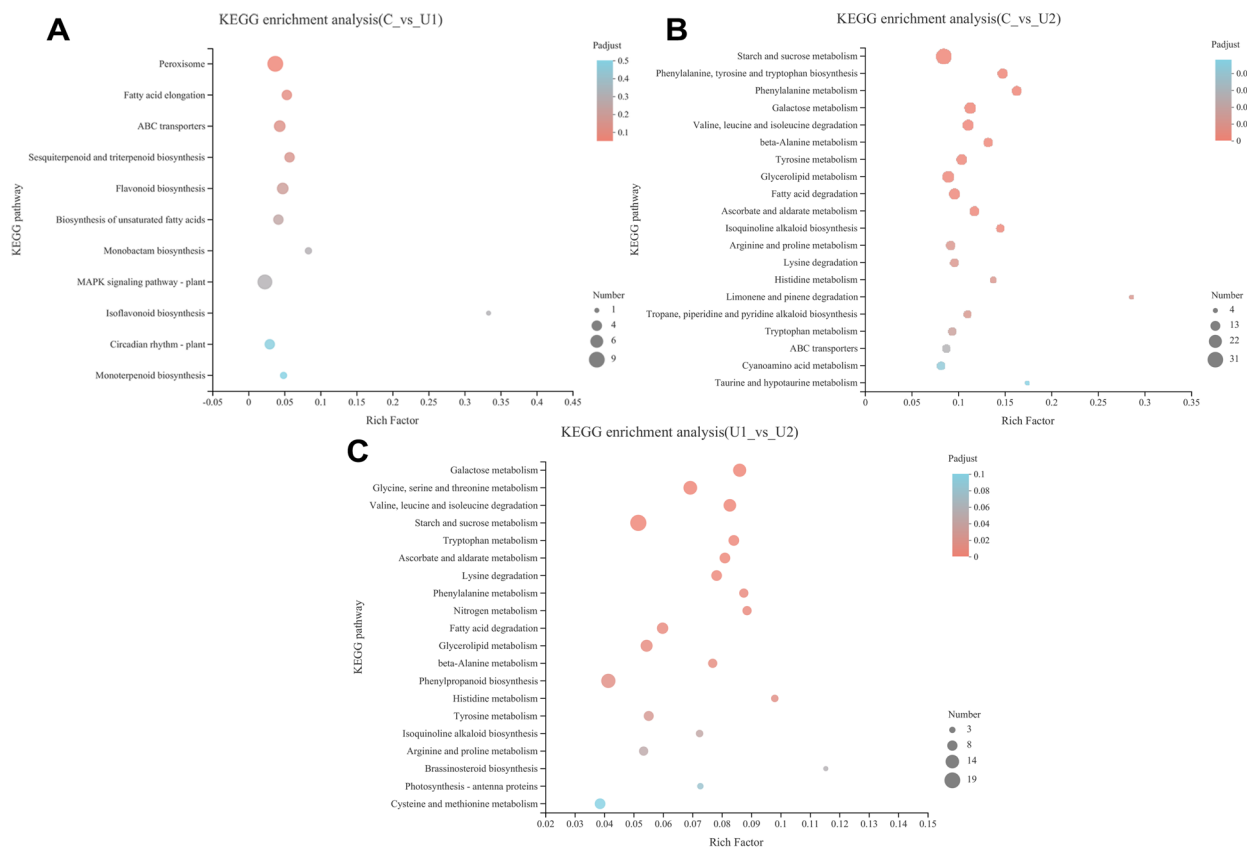 A
KEGG enrichment analysis(C_vs_U1)
KEGG pathway
Peroxisome
Fatty acid elongation
ABC transporters
Sesquiterpenoid and triterpenoid biosynthesis
Flavonoid biosynthesis
Biosynthesis of unsaturated fatty acids
Monobactam biosynthesis
MAPK signaling pathway - plant
Isoflavonoid biosynthesis
Circadian rhythm - plant
Monoterpenoid biosynthesis
-0.05 0 0.05 0.1 0.15 0.2 0.25 0.3 0.35 0.4 0.45
Rich Factor
Padjust
0.5
0.4
0.3
0.2
0.1
Number
1
4
6
9
B
KEGG enrichment analysis(C_vs_U2)
KEGG pathway
Starch and sucrose metabolism
Phenylalanine, tyrosine and tryptophan biosynthesis
Phenylalanine metabolism
Galactose metabolism
Valine, leucine and isoleucine degradation
beta-Alanine metabolism
Tyrosine metabolism
Glycerolipid metabolism
Fatty acid degradation
Ascorbate and aldarate metabolism
Isoquinoline alkaloid biosynthesis
Arginine and proline metabolism
Lysine degradation
Histidine metabolism
Limonene and pinene degradation
Tropane, piperidine and pyridine alkaloid biosynthesis
Tryptophan metabolism
ABC transporters
Cyanoamino acid metabolism
Taurine and hypotaurine metabolism
0 0.05 0.1 0.15 0.2 0.25 0.3 0.35
Rich Factor
Padjust
0.0
0.0
0.0
0.0
0
Number
4
13
22
31
C
KEGG enrichment analysis(U1_vs_U2)
KEGG pathway
Galactose metabolism
Glycine, serine and threonine metabolism
Valine, leucine and isoleucine degradation
Starch and sucrose metabolism
Tryptophan metabolism
Ascorbate and aldarate metabolism
Lysine degradation
Phenylalanine metabolism
Nitrogen metabolism
Fatty acid degradation
Glycerolipid metabolism
beta-Alanine metabolism
Phenylpropanoid biosynthesis
Histidine metabolism
Tyrosine metabolism
Isoquinoline alkaloid biosynthesis
Arginine and proline metabolism
Brassinosteroid biosynthesis
Photosynthesis - antenna proteins
Cysteine and methionine metabolism
0.02 0.03 0.04 0.05 0.06 0.07 0.08 0.09 0.1 0.11 0.12 0.13 0.14 0.15
Rich Factor
Padjust
0.1
0.08
0.06
0.04
0.02
0
Number
3
8
14
19